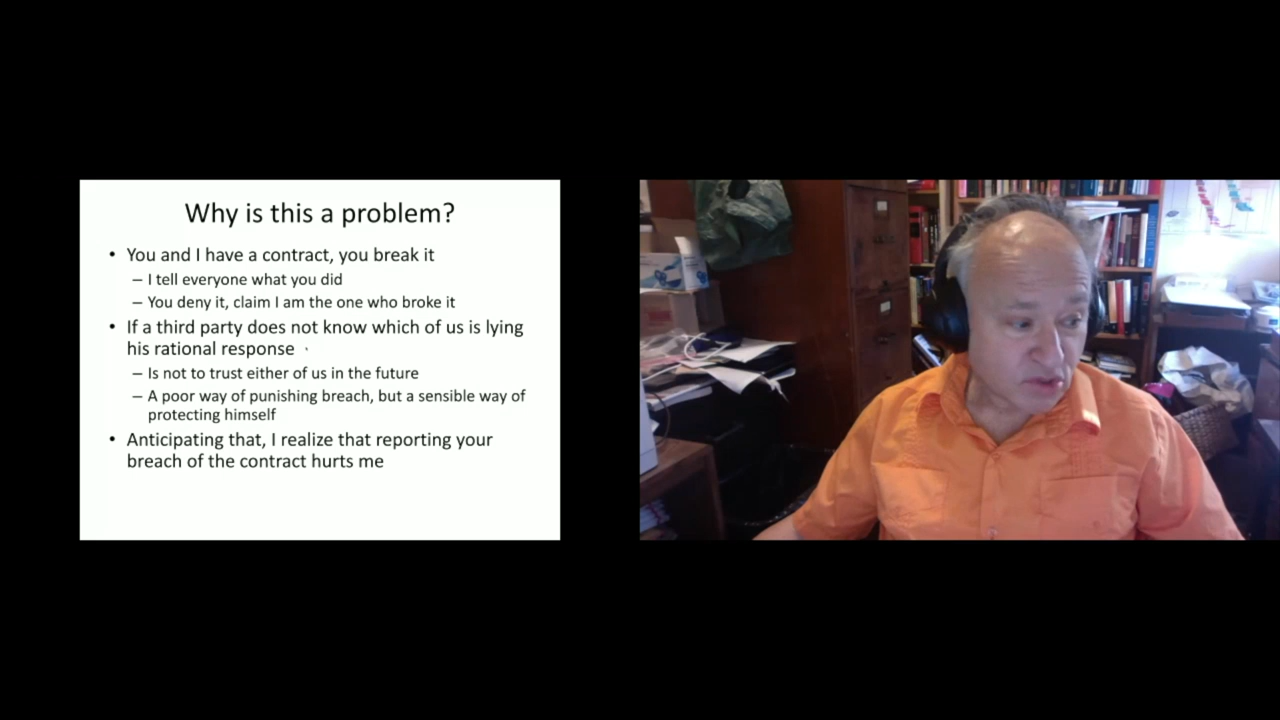 Why is this a problem?
• You and I have a contract, you break it
– I tell everyone what you did
– You deny it, claim I am the one who broke it
• If a third party does not know which of us is lying
his rational response
– Is not to trust either of us in the future
– A poor way of punishing breach, but a sensible way of
protecting himself
• Anticipating that, I realize that reporting your
breach of the contract hurts me